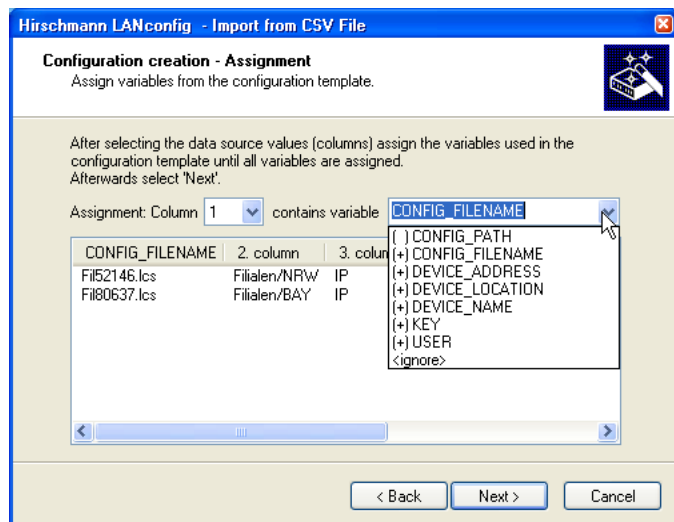 Hirschmann LANconfig - Import from CSV File
Configuration creation - Assignment
Assign variables from the configuration template.
After selecting the data source values (columns) assign the variables used in the
configuration template until all variables are assigned.
Afterwards select 'Next'.
Assignment: Column 1 contains variable CONFIG_FILENAME
CONFIG_FILENAME 2. column 3. colum
Fil52146.lcs Filialen/NRW IP
Fil80637.lcs Filialen/BAY IP
( ) CONFIG_PATH
(+) CONFIG_FILENAME
(+) DEVICE_ADDRESS
(+) DEVICE_LOCATION
(+) DEVICE_NAME
(+) KEY
(+) USER
<ignore>
< Back Next > Cancel